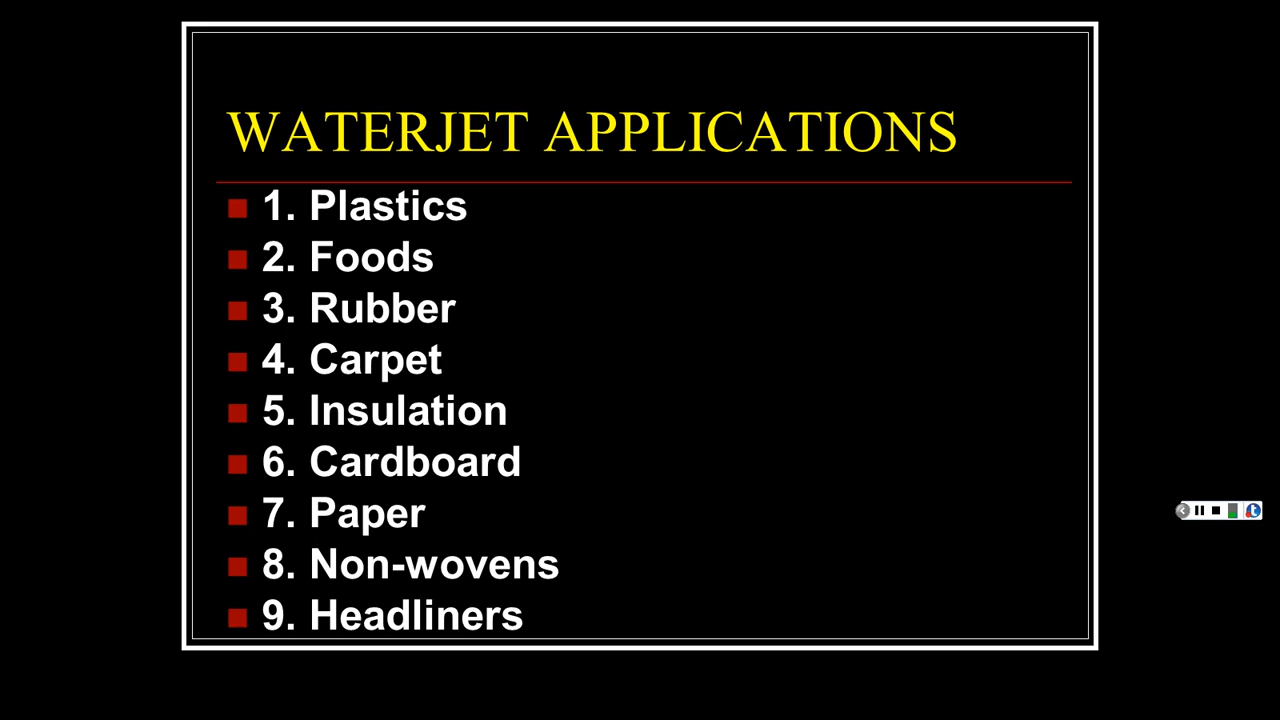 WATERJET APPLICATIONS
1. Plastics
2. Foods
3. Rubber
4. Carpet
5. Insulation
6. Cardboard
7. Paper
8. Non-wovens
9. Headliners